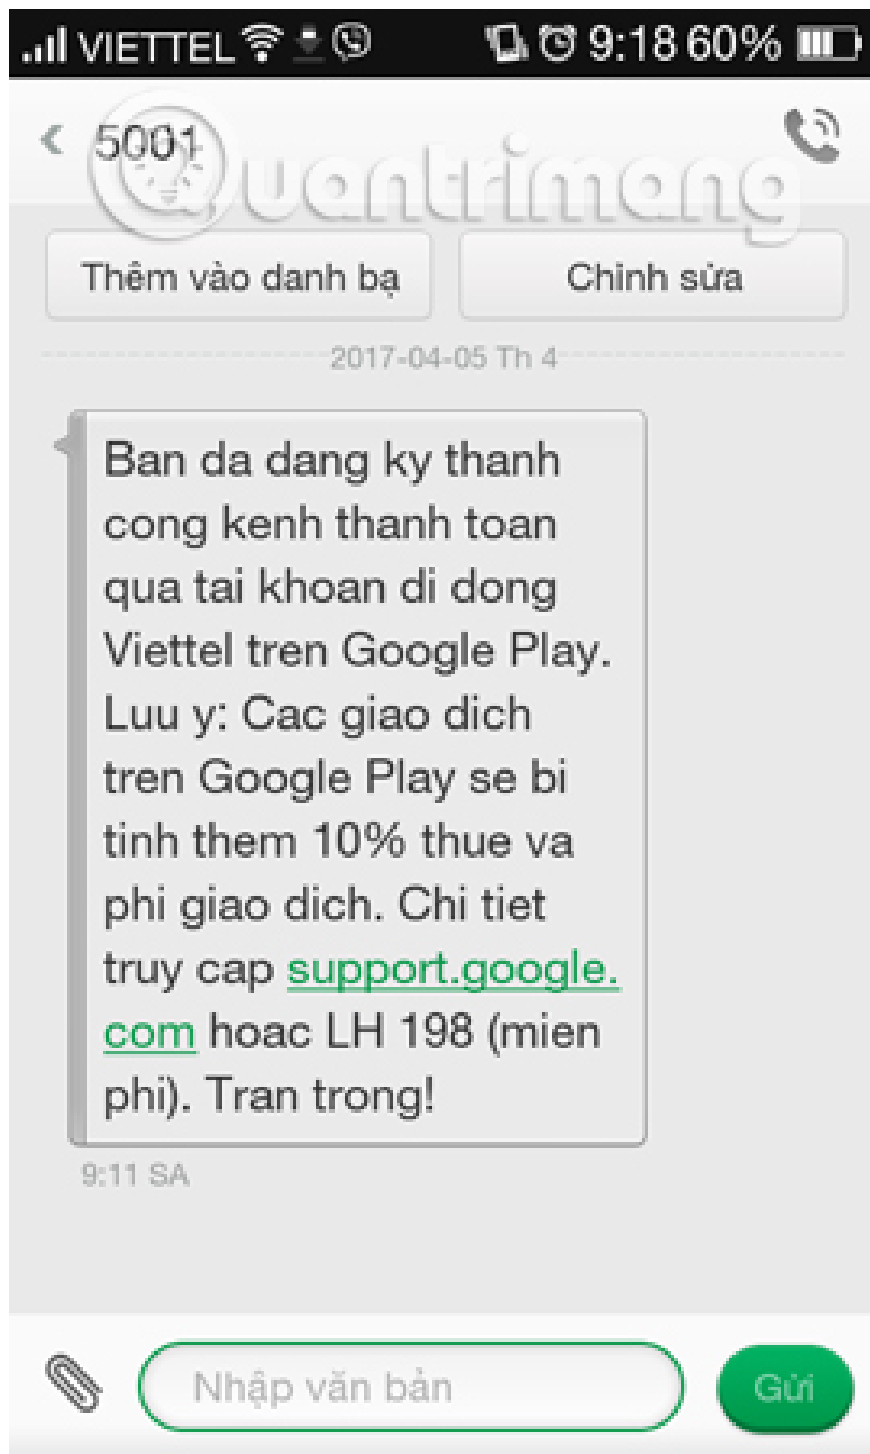 VIETTEL 9:18 60%
5001
Quantrimang
Thêm vào danh bạ
Chỉnh sửa
2017-04-05 Th 4
Ban da dang ky thanh
cong kenh thanh toan
qua tai khoan di dong
Viettel tren Google Play.
Luu y: Cac giao dich
tren Google Play se bi
tinh them 10% thue va
phi giao dich. Chi tiet
truy cap support.google.
com hoac LH 198 (mien
phi). Tran trong!
9:11 SA
Nhập văn bản
Gửi